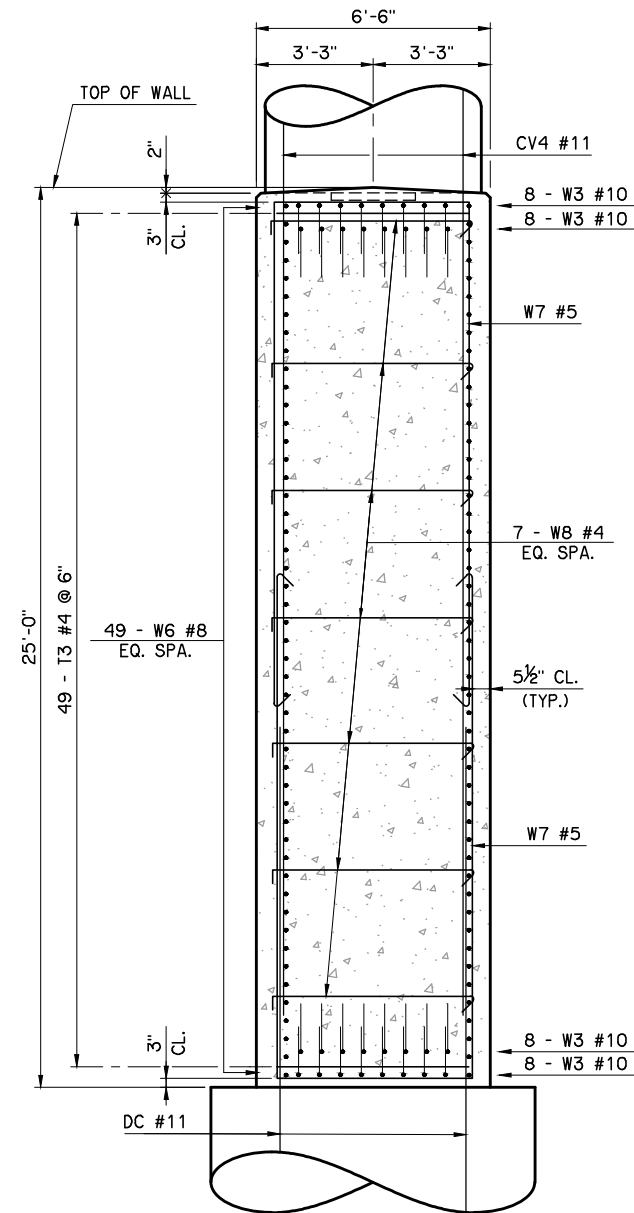 6'-6"
3'-3" 3'-3"
TOP OF WALL
2"
CV4 #11
8 - W3 #10
8 - W3 #10
3"
CL.
W7 #5
7 - W8 #4
EQ. SPA.
25'-0"
49 - T3 #4 @ 6"
49 - W6 #8
EQ. SPA.
5½" CL.
(TYP.)
W7 #5
3"
CL.
8 - W3 #10
8 - W3 #10
DC #11